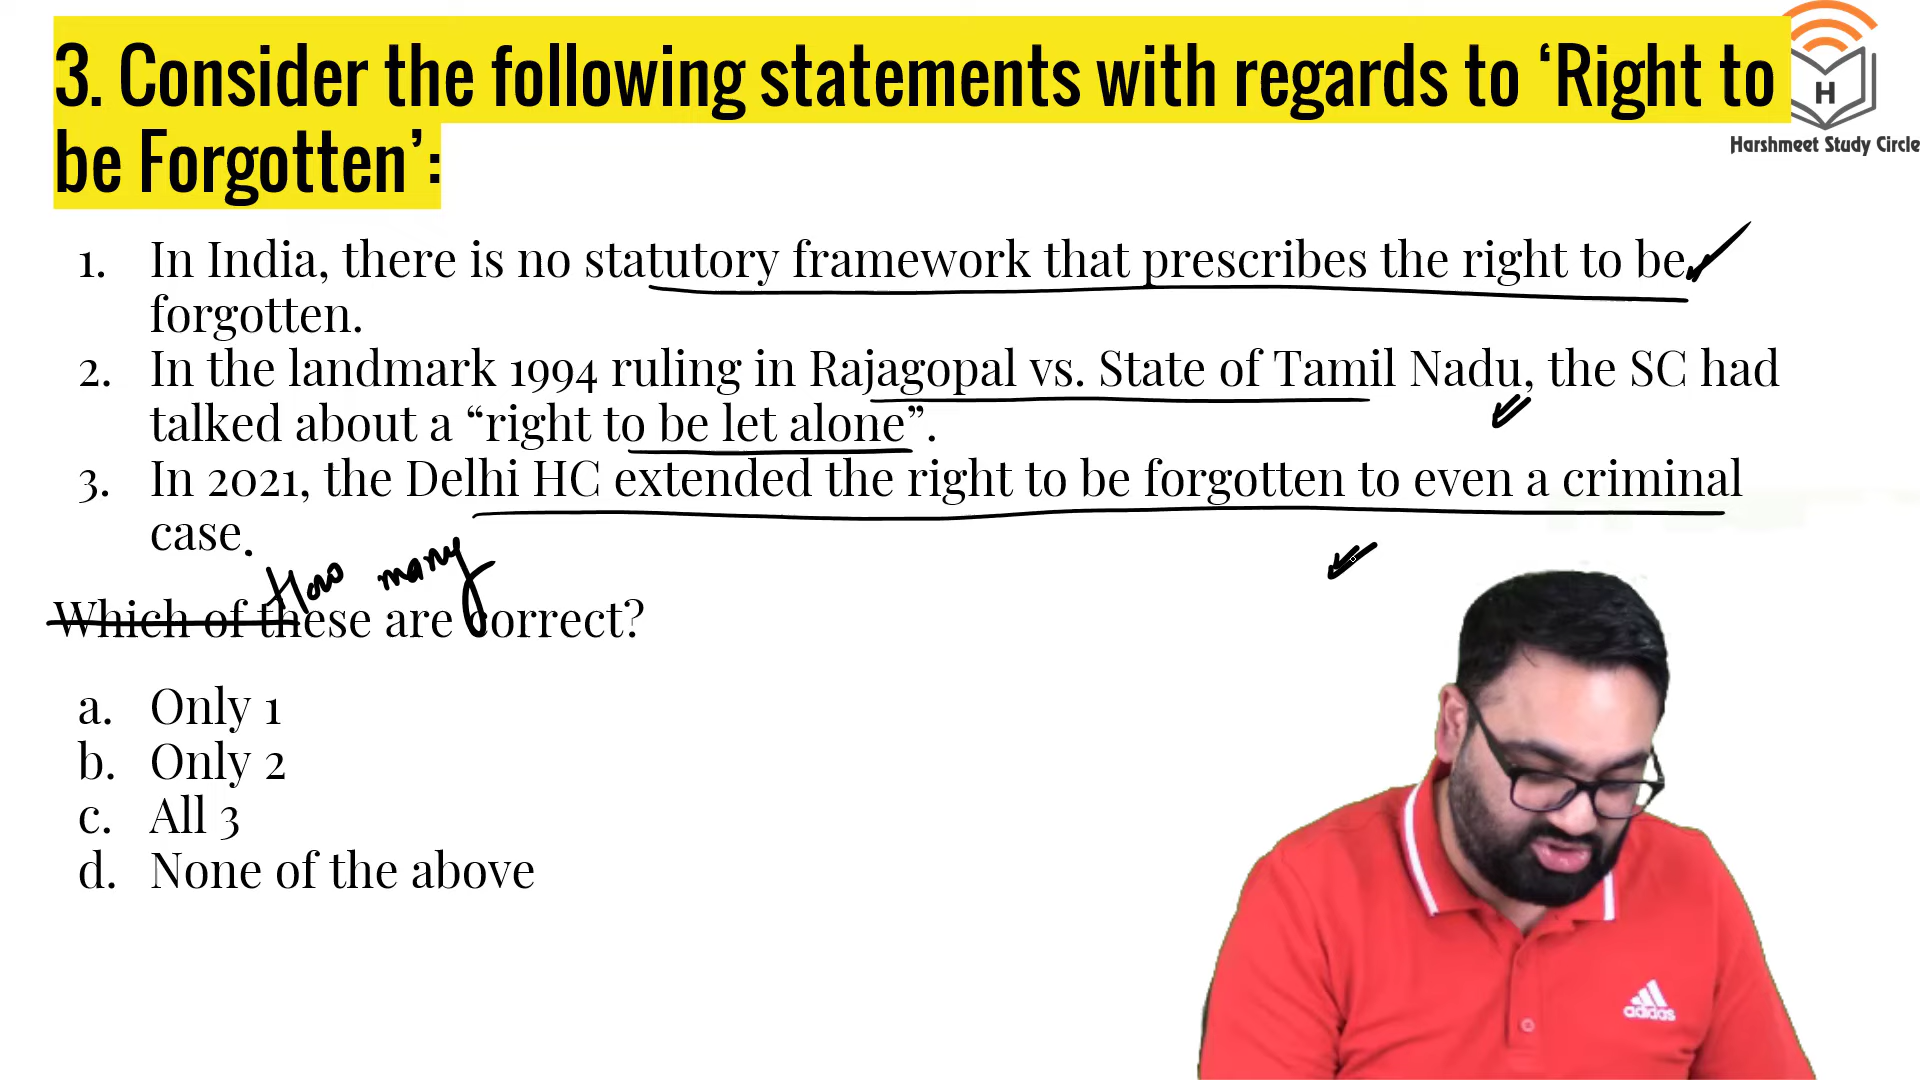 3. Consider the following statements with regards to ‘Right to
be Forgotten’:
H
Harshmeet Study Circle
1. In India, there is no statutory framework that prescribes the right to be
forgotten.
2. In the landmark 1994 ruling in Rajagopal vs. State of Tamil Nadu, the SC had
talked about a “right to be let alone”.
3. In 2021, the Delhi HC extended the right to be forgotten to even a criminal
case.
How many
Which of these are correct?
a. Only 1
b. Only 2
c. All 3
d. None of the above
adidas